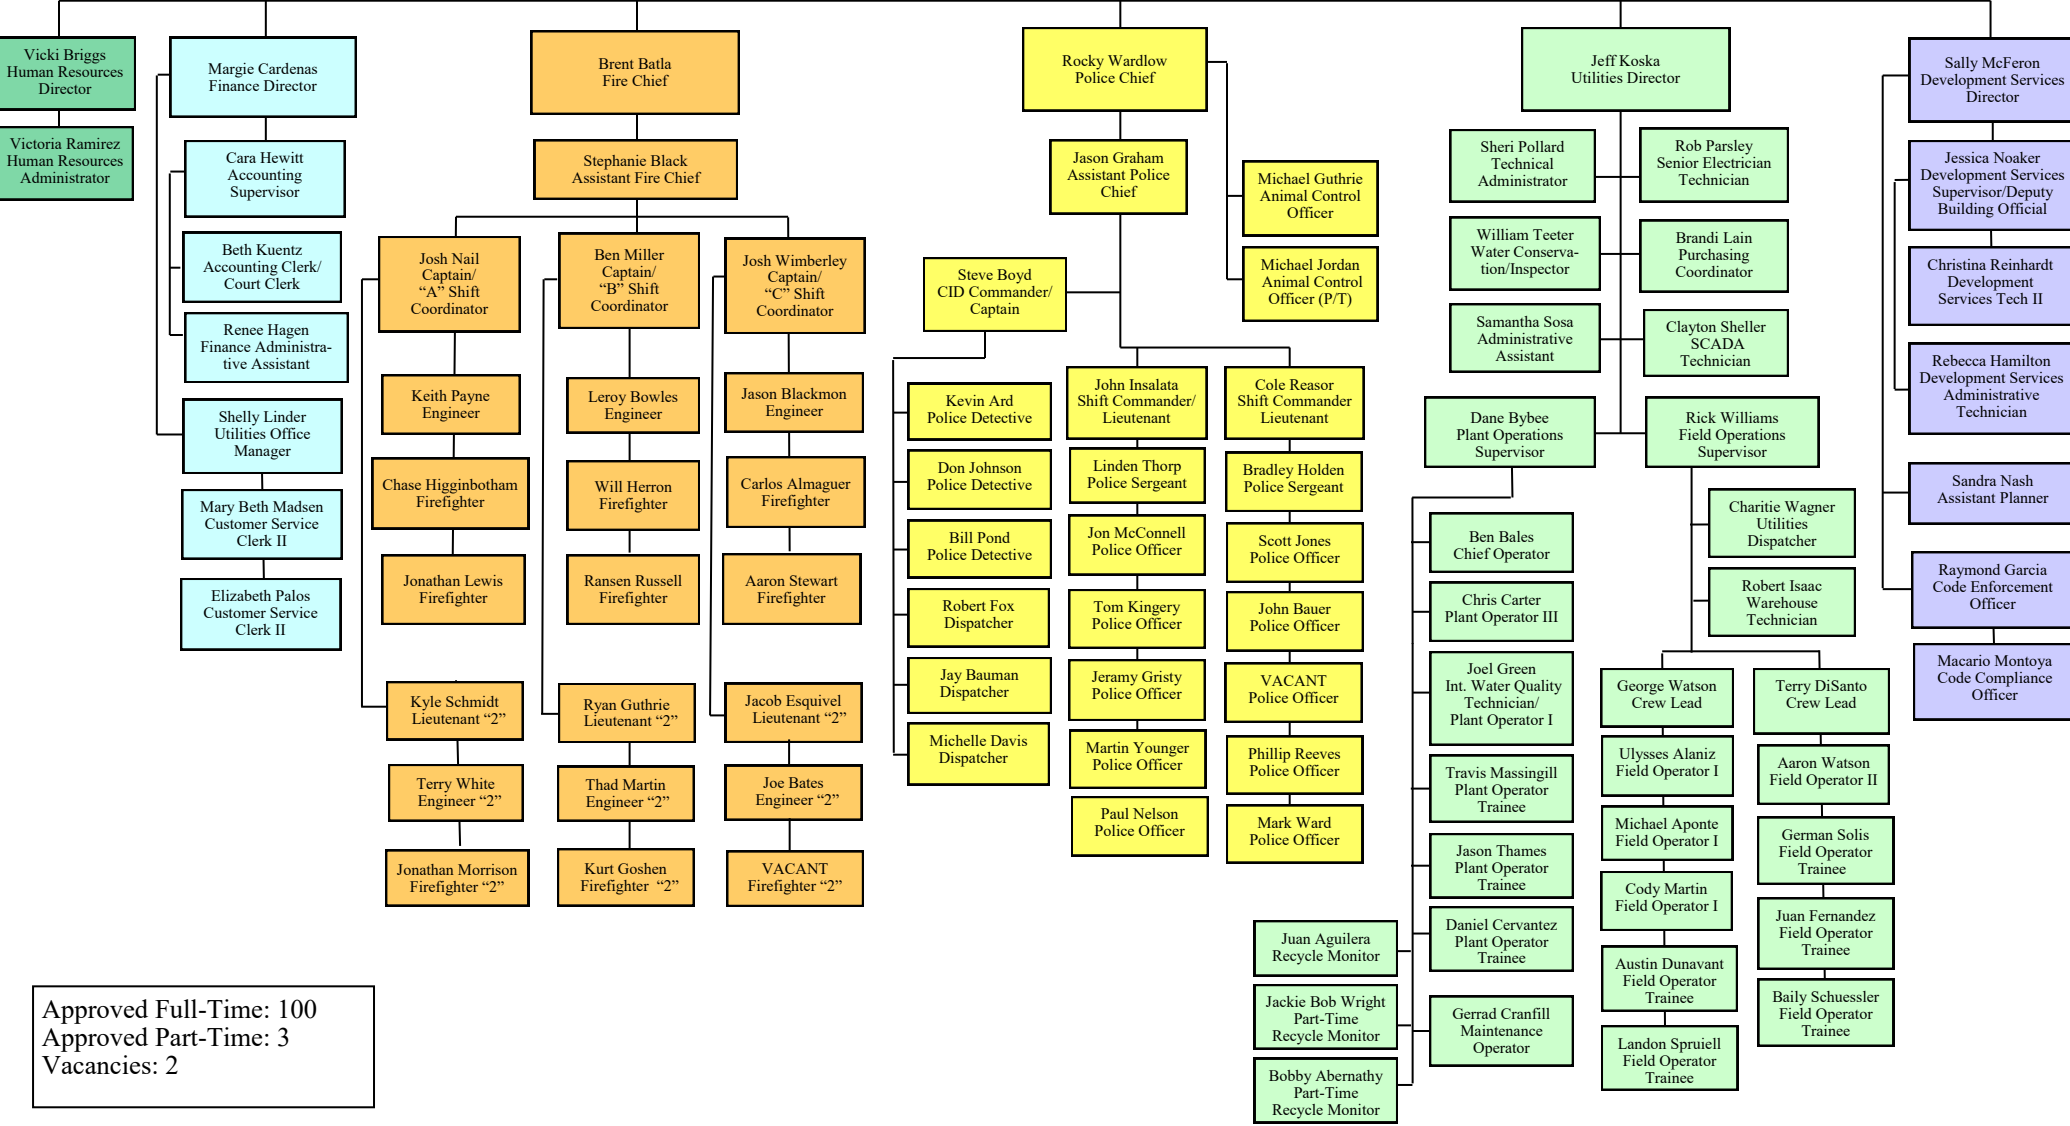 Vicki Briggs
Human Resources
Director
Victoria Ramirez
Human Resources
Administrator
Margie Cardenas
Finance Director
Cara Hewitt
Accounting
Supervisor
Beth Kuentz
Accounting Clerk/
Court Clerk
Renee Hagen
Finance Administra-
tive Assistant
Shelly Linder
Utilities Office
Manager
Mary Beth Madsen
Customer Service
Clerk II
Elizabeth Palos
Customer Service
Clerk II
Brent Batla
Fire Chief
Stephanie Black
Assistant Fire Chief
Josh Nail
Captain/
“A” Shift
Coordinator
Keith Payne
Engineer
Chase Higginbotham
Firefighter
Jonathan Lewis
Firefighter
Kyle Schmidt
Lieutenant “2”
Terry White
Engineer “2”
Jonathan Morrison
Firefighter “2”
Ben Miller
Captain/
“B” Shift
Coordinator
Leroy Bowles
Engineer
Will Herron
Firefighter
Ransen Russell
Firefighter
Ryan Guthrie
Lieutenant “2”
Thad Martin
Engineer “2”
Kurt Goshen
Firefighter “2”
Josh Wimberley
Captain/
“C” Shift
Coordinator
Jason Blackmon
Engineer
Carlos Almaguer
Firefighter
Aaron Stewart
Firefighter
Jacob Esquivel
Lieutenant “2”
Joe Bates
Engineer “2”
VACANT
Firefighter “2”
Rocky Wardlow
Police Chief
Jason Graham
Assistant Police
Chief
Michael Guthrie
Animal Control
Officer
Michael Jordan
Animal Control
Officer (P/T)
Steve Boyd
CID Commander/
Captain
Kevin Ard
Police Detective
Don Johnson
Police Detective
Bill Pond
Police Detective
Robert Fox
Dispatcher
Jay Bauman
Dispatcher
Michelle Davis
Dispatcher
John Insalata
Shift Commander/
Lieutenant
Linden Thorp
Police Sergeant
Jon McConnell
Police Officer
Tom Kingery
Police Officer
Jeramy Gristy
Police Officer
Martin Younger
Police Officer
Paul Nelson
Police Officer
Cole Reasor
Shift Commander
Lieutenant
Bradley Holden
Police Sergeant
Scott Jones
Police Officer
John Bauer
Police Officer
VACANT
Police Officer
Phillip Reeves
Police Officer
Mark Ward
Police Officer
Jeff Koska
Utilities Director
Sheri Pollard
Technical
Administrator
Rob Parsley
Senior Electrician
Technician
William Teeter
Water Conserva-
tion/Inspector
Brandi Lain
Purchasing
Coordinator
Samantha Sosa
Administrative
Assistant
Clayton Sheller
SCADA
Technician
Dane Bybee
Plant Operations
Supervisor
Rick Williams
Field Operations
Supervisor
Ben Bales
Chief Operator
Chris Carter
Plant Operator III
Joel Green
Int. Water Quality
Technician/
Plant Operator I
Travis Massingill
Plant Operator
Trainee
Jason Thames
Plant Operator
Trainee
Daniel Cervantez
Plant Operator
Trainee
Gerrad Cranfill
Maintenance
Operator
Juan Aguilera
Recycle Monitor
Jackie Bob Wright
Part-Time
Recycle Monitor
Bobby Abernathy
Part-Time
Recycle Monitor
Charitie Wagner
Utilities
Dispatcher
Robert Isaac
Warehouse
Technician
George Watson
Crew Lead
Ulysses Alaniz
Field Operator I
Michael Aponte
Field Operator I
Cody Martin
Field Operator I
Austin Dunavant
Field Operator
Trainee
Landon Spruiell
Field Operator
Trainee
Terry DiSanto
Crew Lead
Aaron Watson
Field Operator II
German Solis
Field Operator
Trainee
Juan Fernandez
Field Operator
Trainee
Baily Schuessler
Field Operator
Trainee
Sally McFeron
Development Services
Director
Jessica Noaker
Development Services
Supervisor/Deputy
Building Official
Christina Reinhardt
Development
Services Tech II
Rebecca Hamilton
Development Services
Administrative
Technician
Sandra Nash
Assistant Planner
Raymond Garcia
Code Enforcement
Officer
Macario Montoya
Code Compliance
Officer
Approved Full-Time: 100
Approved Part-Time: 3
Vacancies: 2